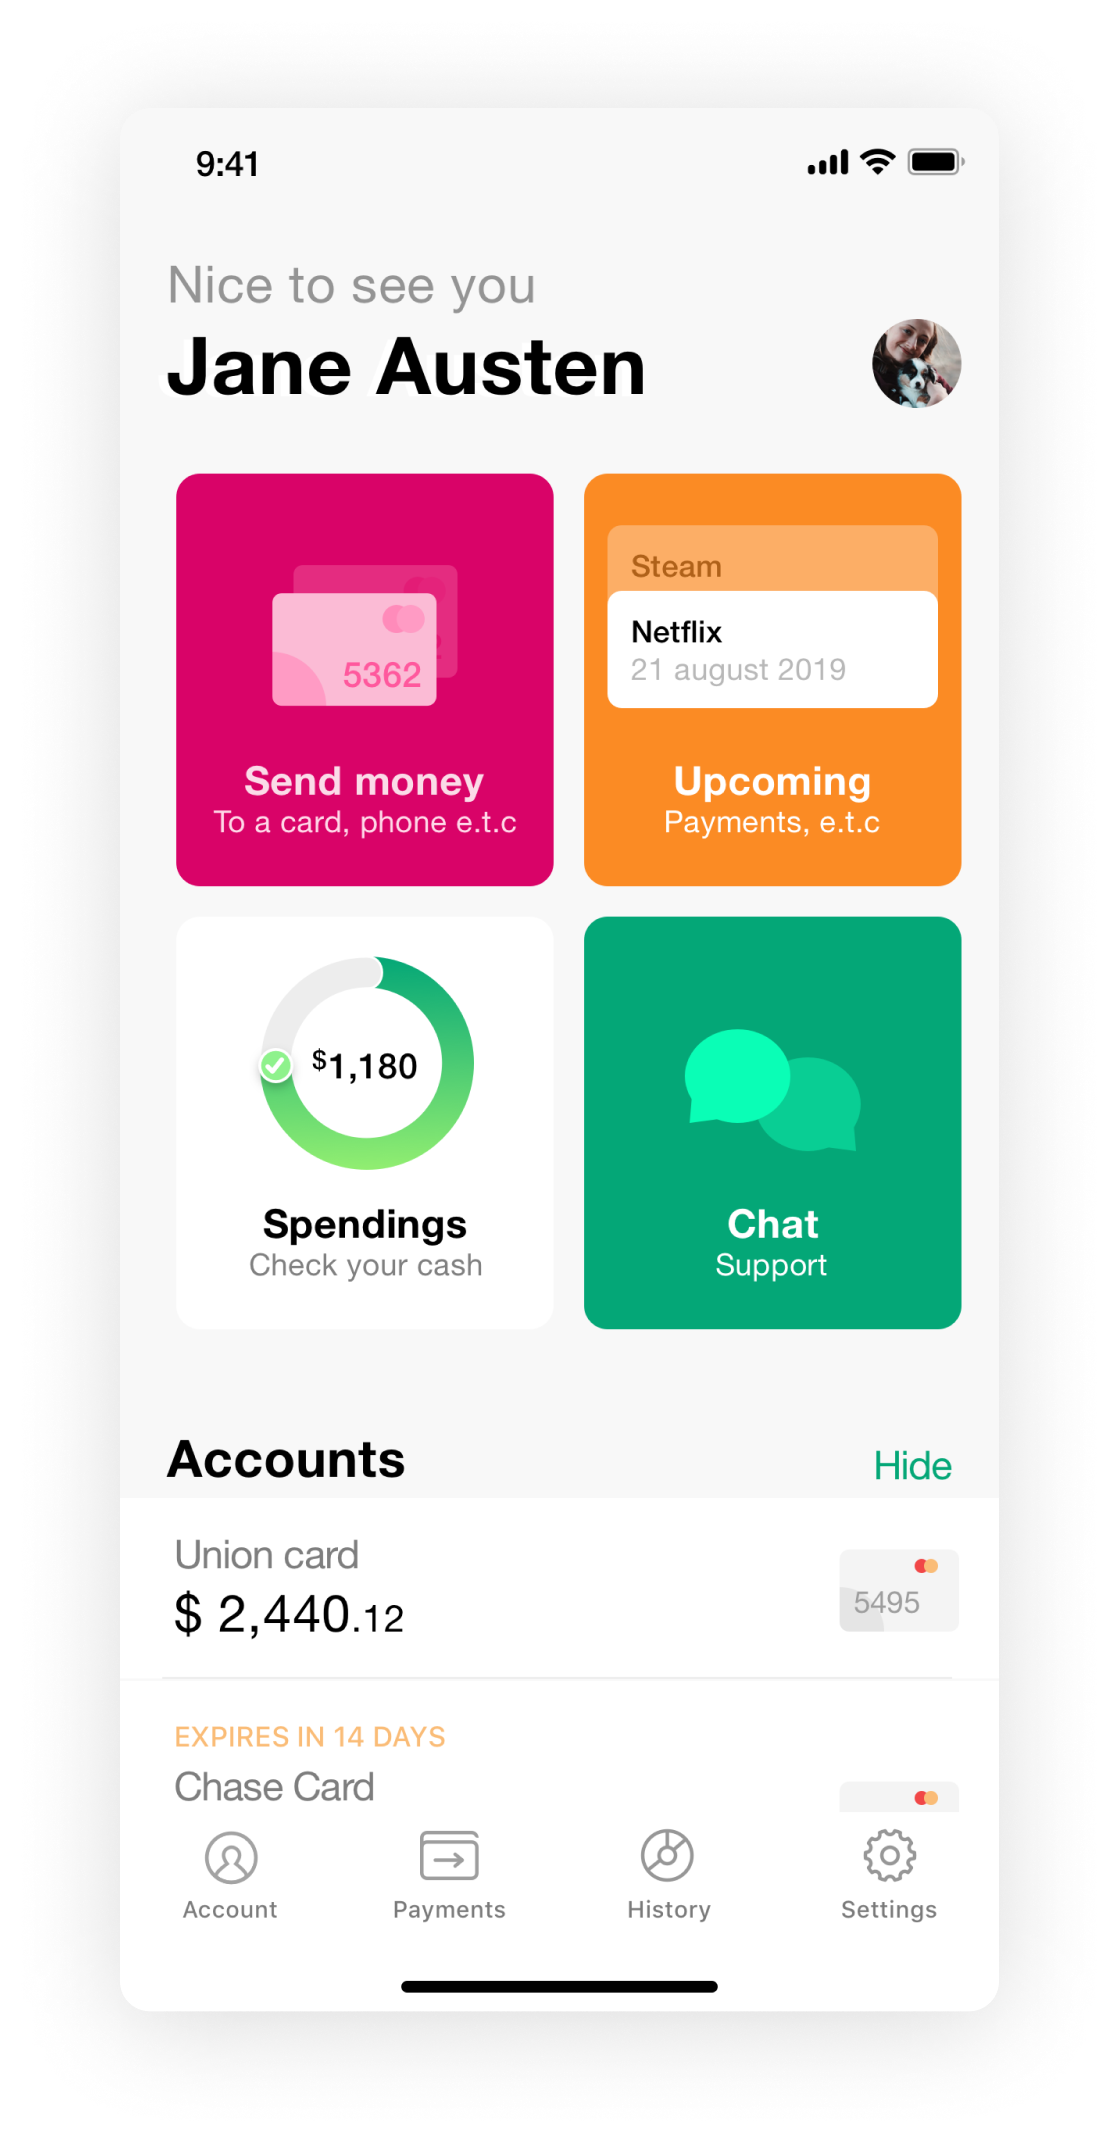 9:41
Nice to see you
Jane Austen
5362
Send money
To a card, phone e.t.c
Steam
Netflix
21 august 2019
Upcoming
Payments, e.t.c
$1,180
Spendings
Check your cash
Chat
Support
Accounts
Hide
Union card
$ 2,440.12
5495
EXPIRES IN 14 DAYS
Chase Card
Account
Payments
History
Settings